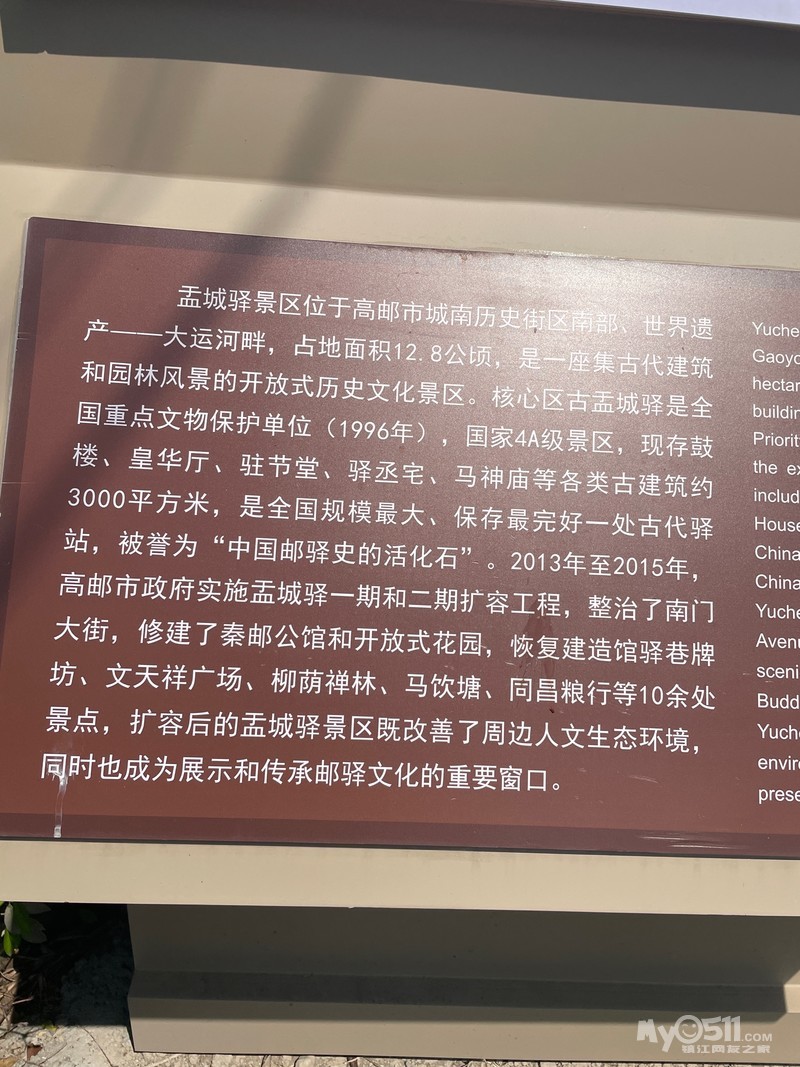 盂城驿景区位于高邮市城南历史街区南部、世界遗
产——大运河畔，占地面积12.8公顷，是一座集古代建筑
和园林风景的开放式历史文化景区。核心区古盂城驿是全
国重点文物保护单位（1996年），国家4A级景区，现存鼓
楼、皇华厅、驻节堂、驿丞宅、马神庙等各类古建筑约
3000平方米，是全国规模最大、保存最完好一处古代驿
站，被誉为“中国邮驿史的活化石”。2013年至2015年，
高邮市政府实施盂城驿一期和二期扩容工程，整治了南门
大街，修建了秦邮公馆和开放式花园，恢复建造馆驿巷牌
坊、文天祥广场、柳荫禅林、马饮塘、同昌粮行等10余处
景点，扩容后的盂城驿景区既改善了周边人文生态环境，
同时也成为展示和传承邮驿文化的重要窗口。
Yuche
Gaoyo
hectar
buildin
Priorit
the ex
includ
House
China
China
Yuche
Avenu
sceni
Budd
Yuche
enviro
prese
My0511.COM
镇江网友之家